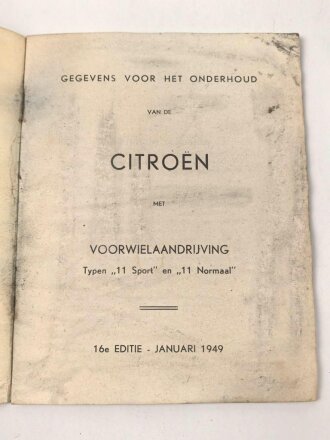 GEGEVENS VOOR HET ONDERHOUD
VAN DE
CITROËN
MET
VOORWIELAANDRIJVING
Typen „11 Sport" en „11 Normaal"
16e EDITIE - JANUARI 1949